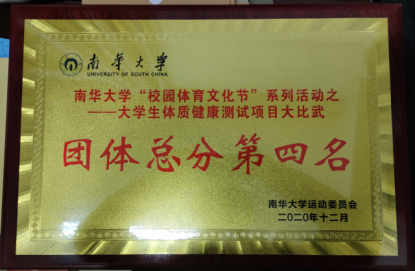 南华大学
UNIVERSITY OF SOUTH CHINA
南华大学“校园体育文化节”系列活动之
——大学生体质健康测试项目大比武
团体总分第四名
南华大学运动委员会
二〇二〇年十二月